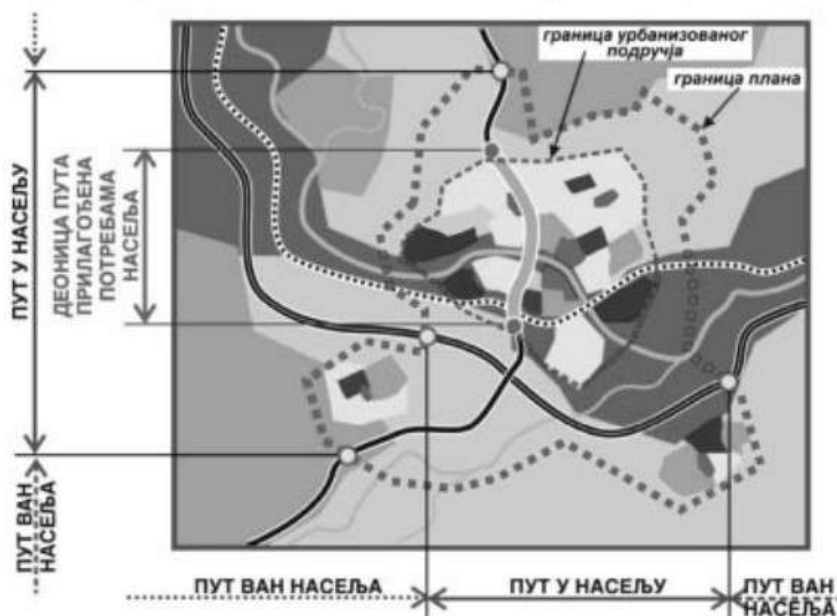 граница урбанизованог
подручја
граница плана
ПУТ У НАСЕЉУ
ДЕОНИЦА ПУТА
ПРИЛАГОЂЕНА
ПОТРЕБАМА
НАСЕЉА
ПУТ ВАН
НАСЕЉА
ПУТ ВАН НАСЕЉА
ПУТ У НАСЕЉУ
ПУТ ВАН
НАСЕЉА